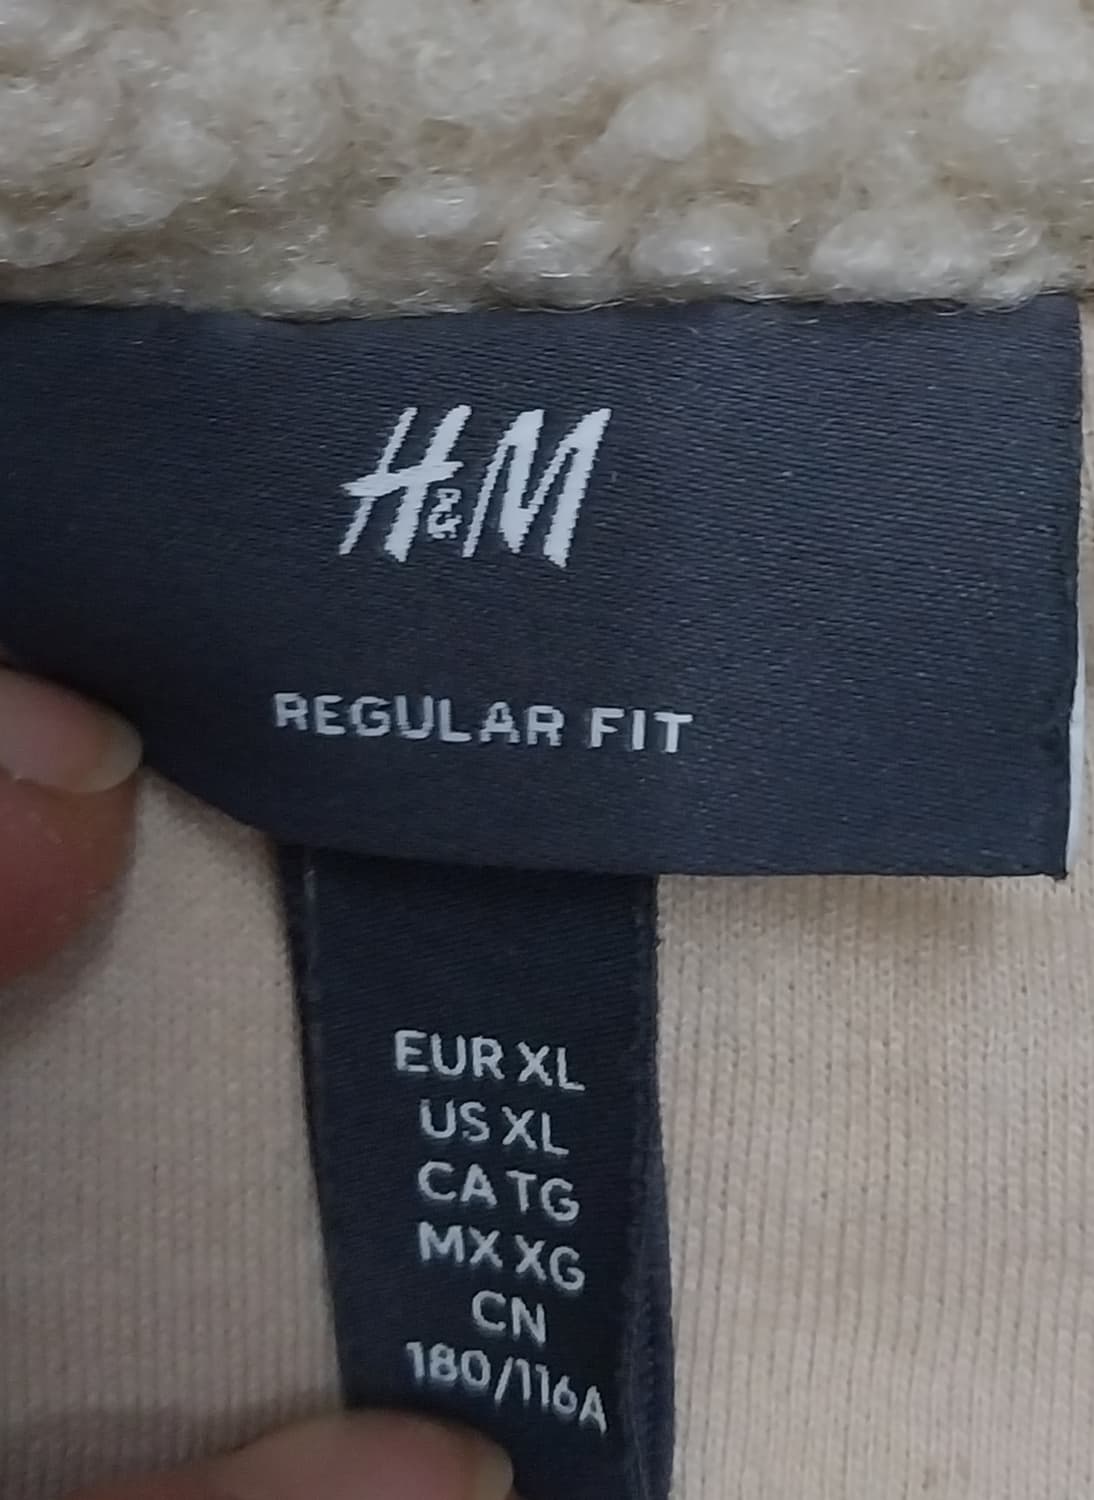 H&M
REGULAR FIT
EUR XL
US XL
CA TG
MX XG
CN
180/116A